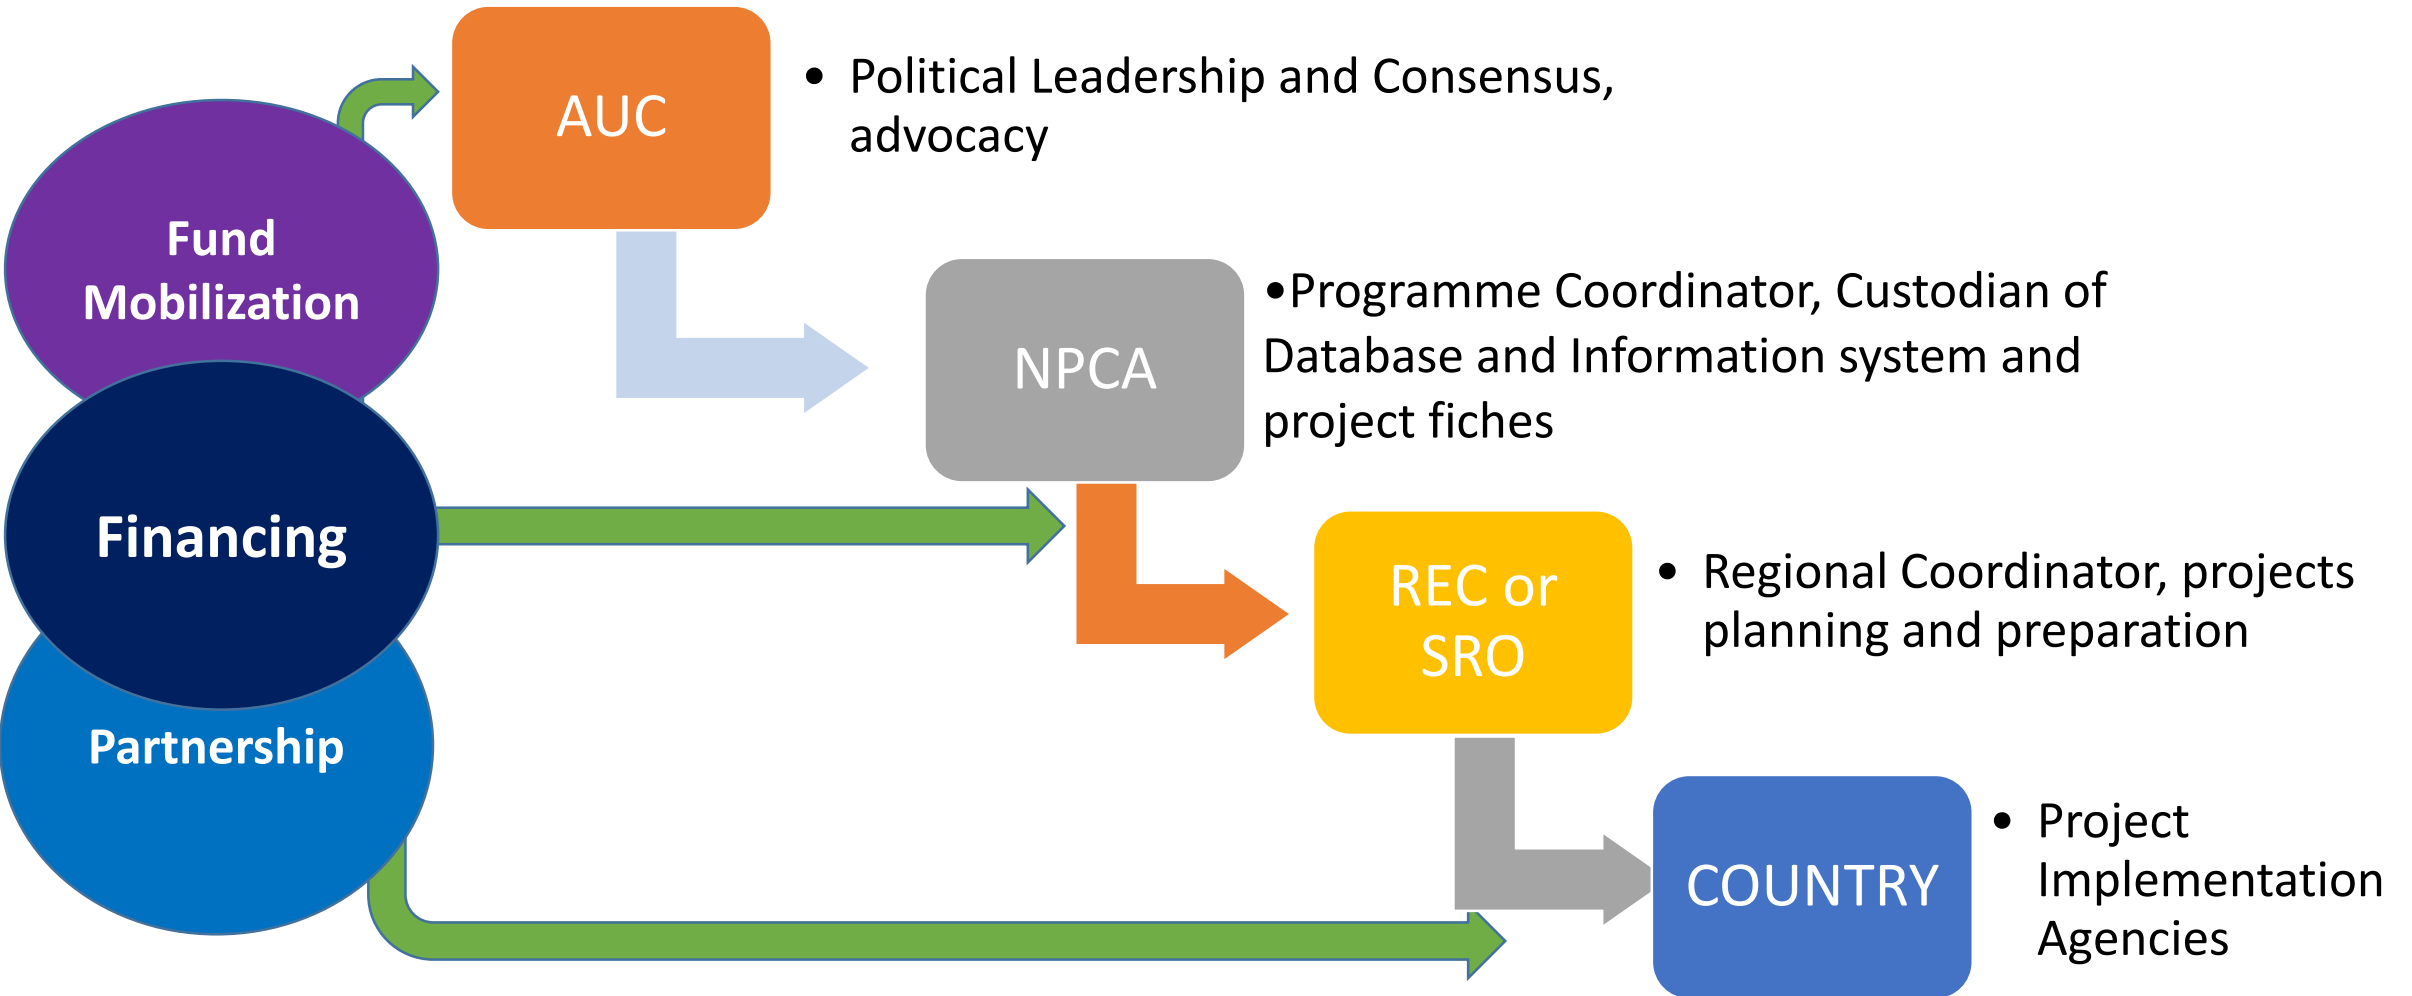 AUC
• Political Leadership and Consensus,
advocacy
Fund
Mobilization
NPCA
•Programme Coordinator, Custodian of
Database and Information system and
project fiches
Financing
REC or
SRO
• Regional Coordinator, projects
planning and preparation
Partnership
COUNTRY
• Project
Implementation
Agencies